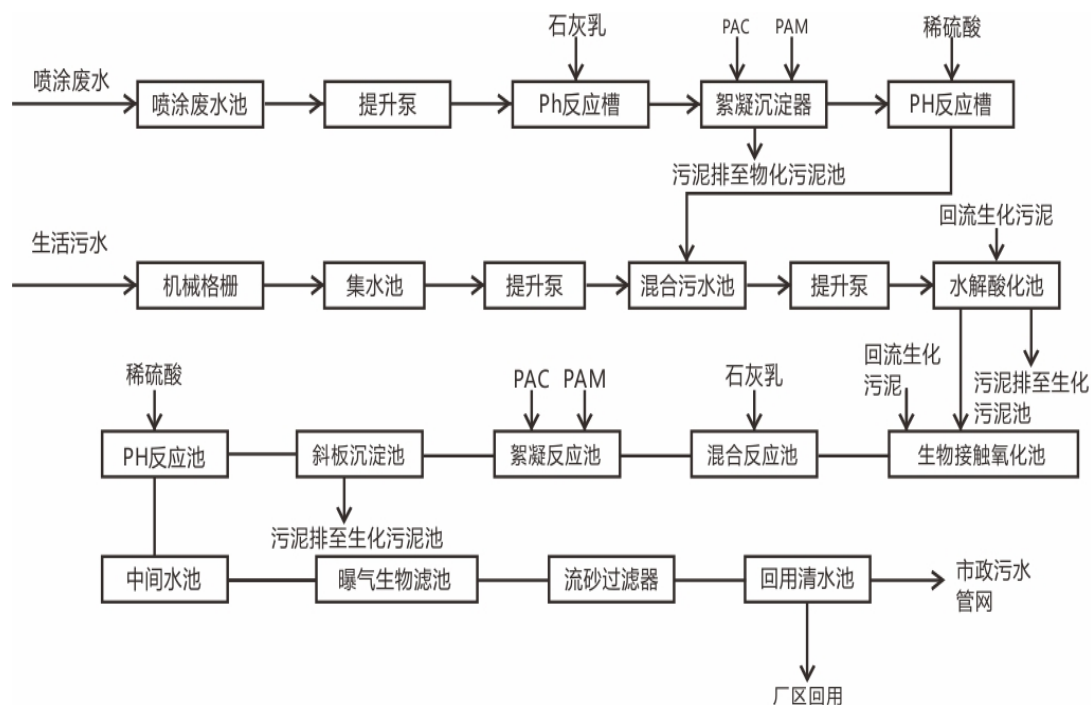 石灰乳
PAC
PAM
稀硫酸
喷涂废水
喷涂废水池
提升泵
Ph反应槽
絮凝沉淀器
PH反应槽
污泥排至物化污泥池
回流生化污泥
生活污水
机械格栅
集水池
提升泵
混合污水池
提升泵
水解酸化池
回流生化
污泥
污泥排至生化
污泥池
稀硫酸
PAC
PAM
石灰乳
PH反应池
斜板沉淀池
絮凝反应池
混合反应池
生物接触氧化池
污泥排至生化污泥池
中间水池
曝气生物滤池
流砂过滤器
回用清水池
市政污水
管网
厂区回用